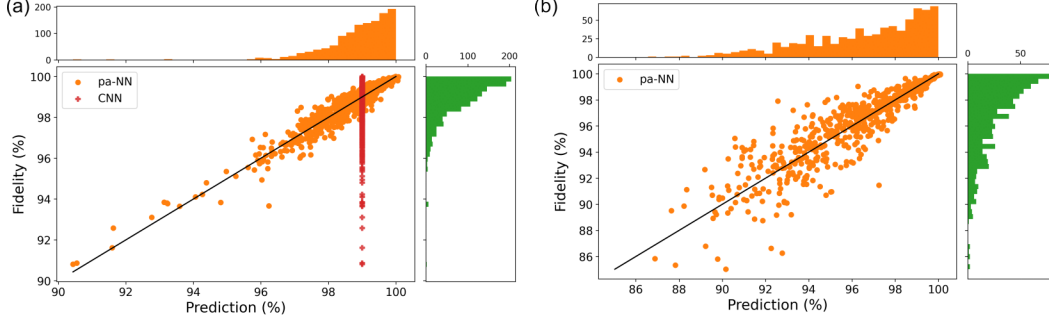 (a)
200
100
0
0 100 200
pa-NN
CNN
100
98
96
94
92
90
Fidelity (%)
90 92 94 96 98 100
Prediction (%)
(b)
50
25
0
0 50
pa-NN
100
98
96
94
92
90
88
86
Fidelity (%)
86 88 90 92 94 96 98 100
Prediction (%)